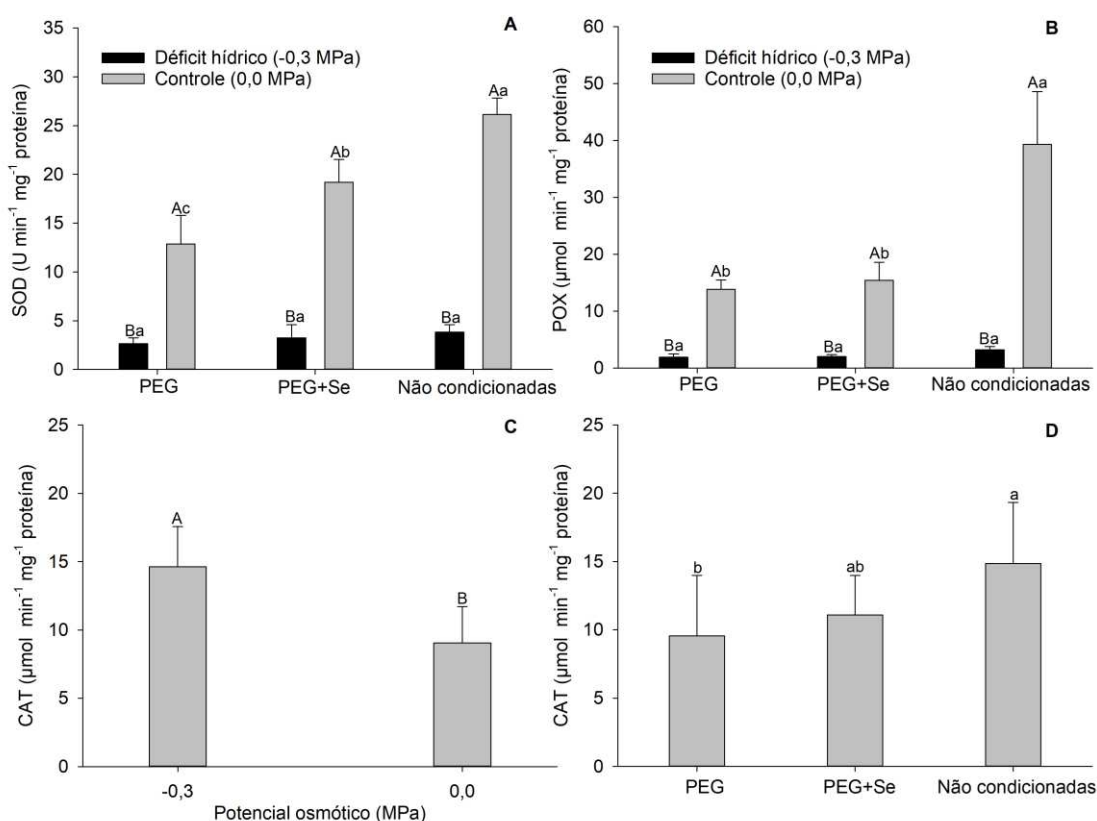 A
Déficit hídrico (-0,3 MPa)
Controle (0,0 MPa)
SOD (U min⁻¹ mg⁻¹ proteína)
40
35
30
25
20
15
10
5
0
Ba
Ac
Ba
Ab
Ba
Aa
PEG
PEG+Se
Não condicionadas
B
Déficit hídrico (-0,3 MPa)
Controle (0,0 MPa)
POX (µmol min⁻¹ mg⁻¹ proteína)
60
50
40
30
20
10
0
Ba
Ab
Ba
Ab
Ba
Aa
PEG
PEG+Se
Não condicionadas
C
CAT (µmol min⁻¹ mg⁻¹ proteína)
25
20
15
10
5
0
A
B
-0,3
0,0
Potencial osmótico (MPa)
D
CAT (µmol min⁻¹ mg⁻¹ proteína)
25
20
15
10
5
0
b
ab
a
PEG
PEG+Se
Não condicionadas